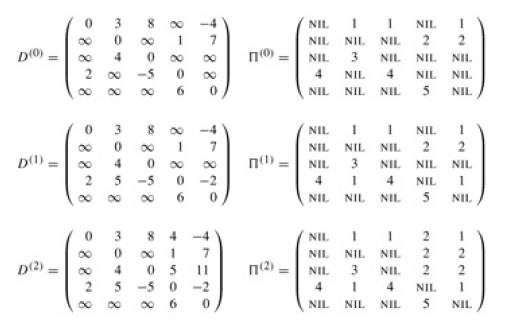 0 3 8 ∞ −4 NIL 1 1 NIL 1
∞ 0 ∞ 1 7 NIL NIL NIL 2 2
D(0) = ∞ 4 0 ∞ ∞ Π(0) = NIL 3 NIL NIL NIL
2 ∞ −5 0 ∞ 4 NIL 4 NIL NIL
∞ ∞ ∞ 6 0 NIL NIL NIL 5 NIL
0 3 8 ∞ −4 NIL 1 1 NIL 1
∞ 0 ∞ 1 7 NIL NIL NIL 2 2
D(1) = ∞ 4 0 ∞ ∞ Π(1) = NIL 3 NIL NIL NIL
2 5 −5 0 −2 4 1 4 NIL 1
∞ ∞ ∞ 6 0 NIL NIL NIL 5 NIL
0 3 8 4 −4 NIL 1 1 2 1
∞ 0 ∞ 1 7 NIL NIL NIL 2 2
D(2) = ∞ 4 0 5 11 Π(2) = NIL 3 NIL 2 2
2 5 −5 0 −2 4 1 4 NIL 1
∞ ∞ ∞ 6 0 NIL NIL NIL 5 NIL